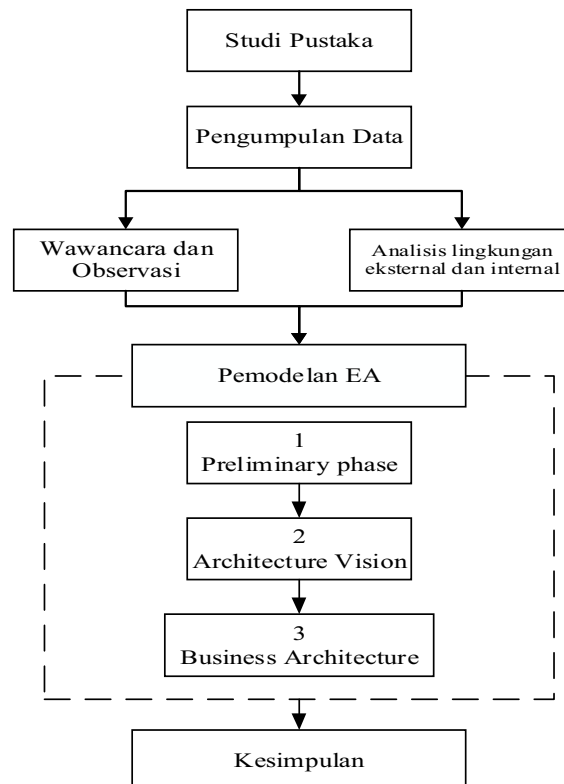 Studi Pustaka
Pengumpulan Data
Wawancara dan
Observasi
Analisis lingkungan
eksternal dan internal
Pemodelan EA
1
Preliminary phase
2
Architecture Vision
3
Business Architecture
Kesimpulan